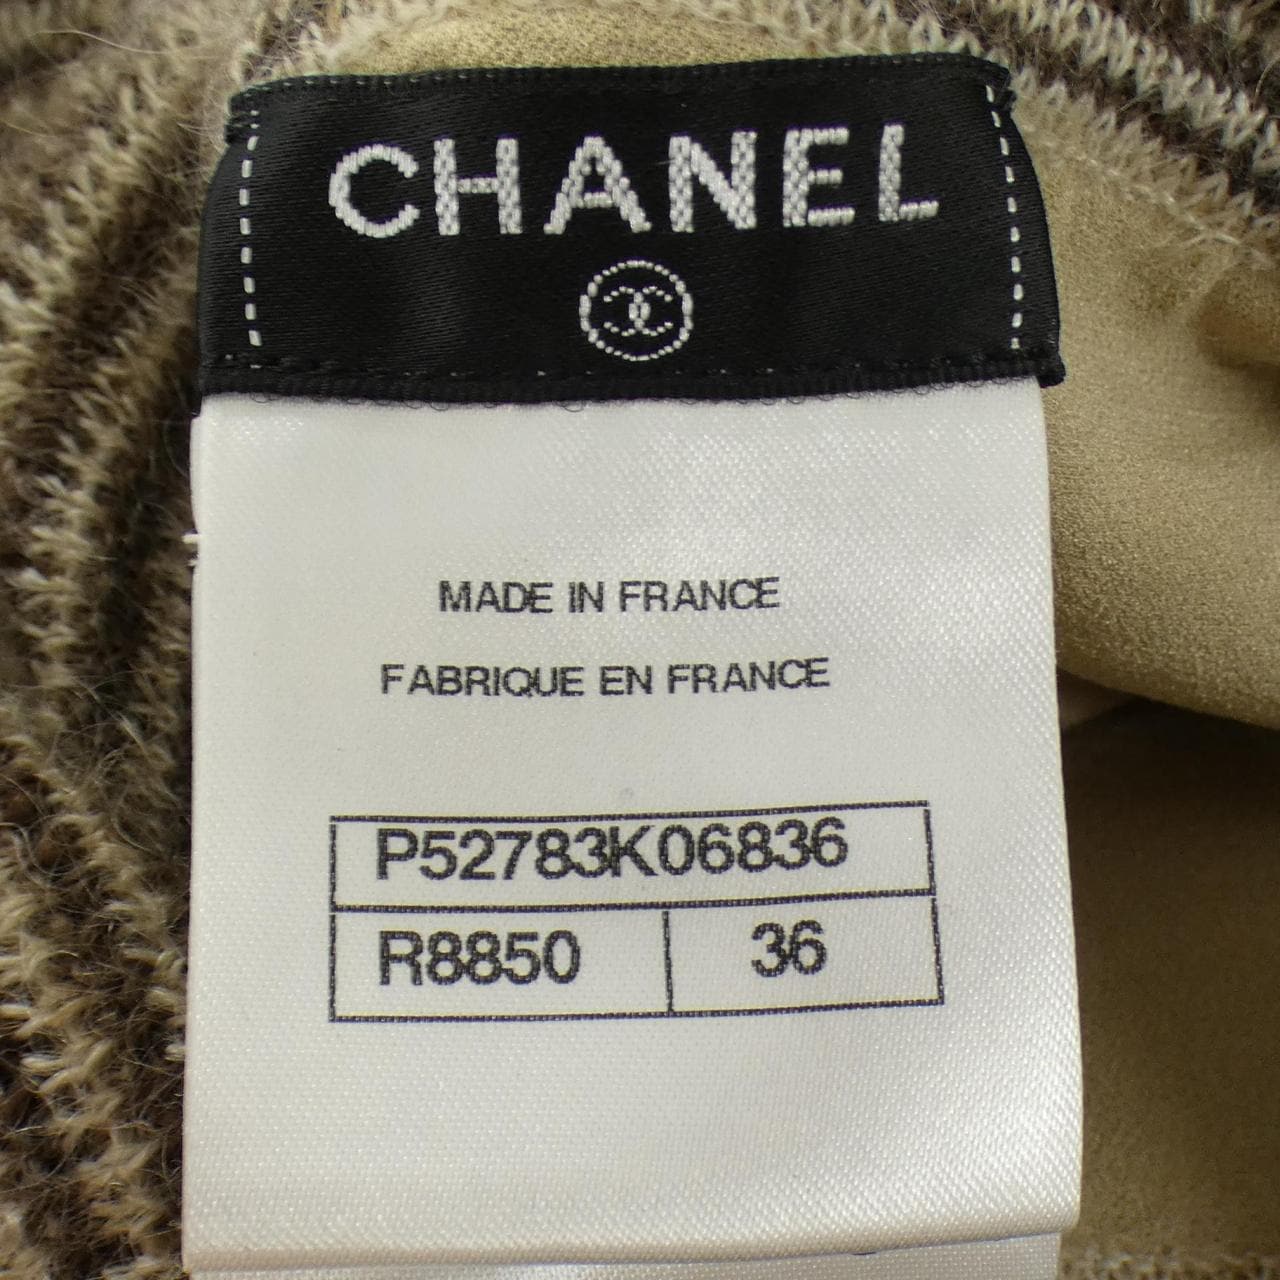 CHANEL
MADE IN FRANCE
FABRIQUE EN FRANCE
P52783K06836
R8850 36